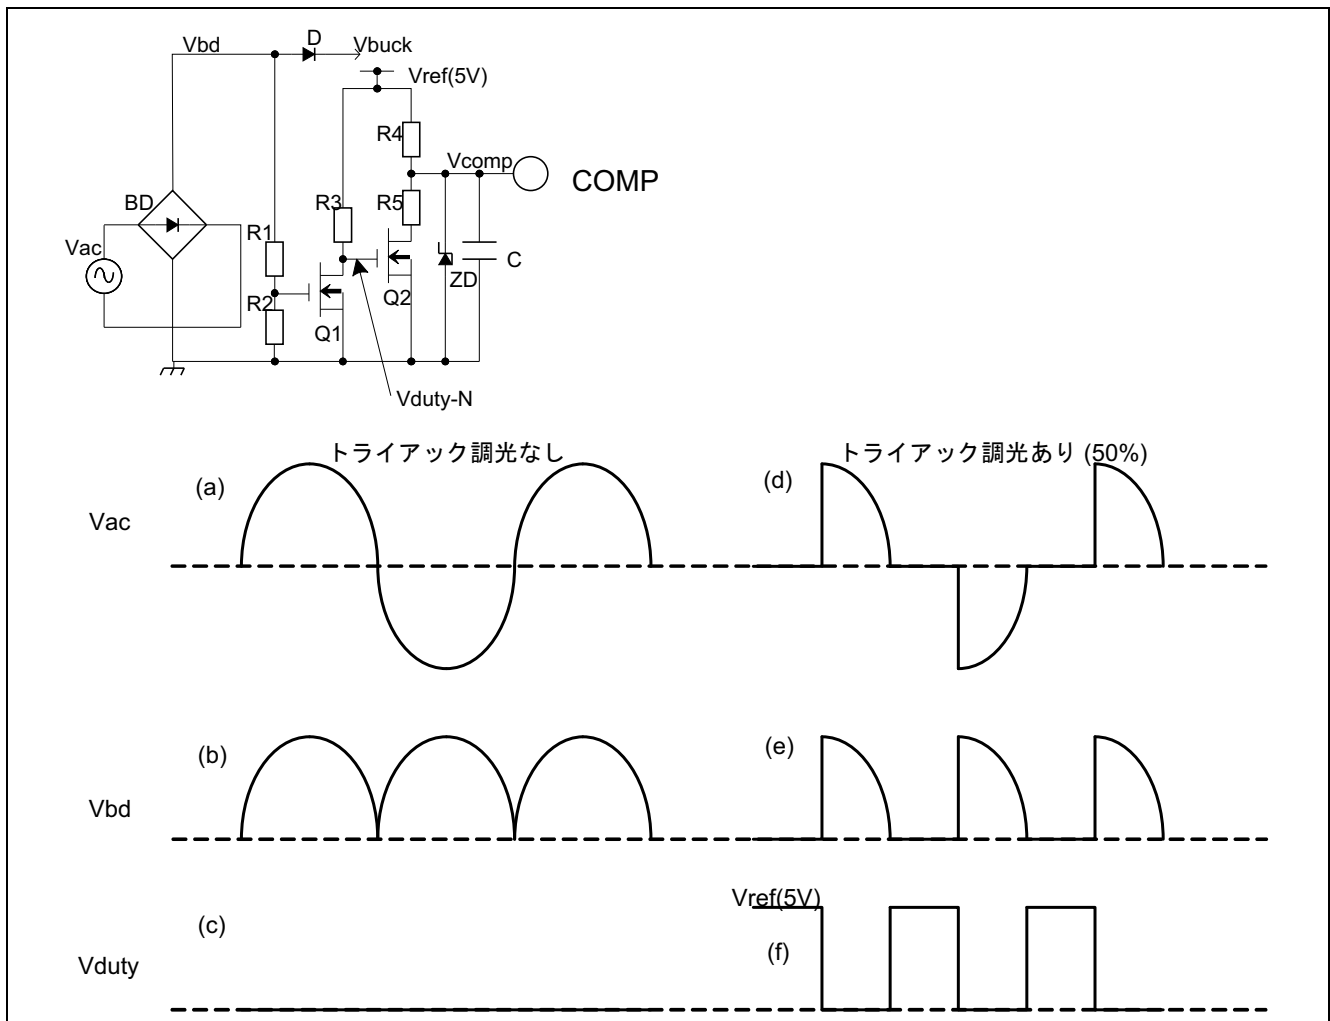 Vbd
D
Vbuck
Vref(5V)
R4
Vcomp
COMP
BD
R3
R5
R1
Vac
ZD
C
R2
Q2
Q1
Vduty-N
トライアック調光なし
トライアック調光あり (50%)
(a)
(d)
Vac
(b)
(e)
Vbd
Vref(5V)
(c)
(f)
Vduty